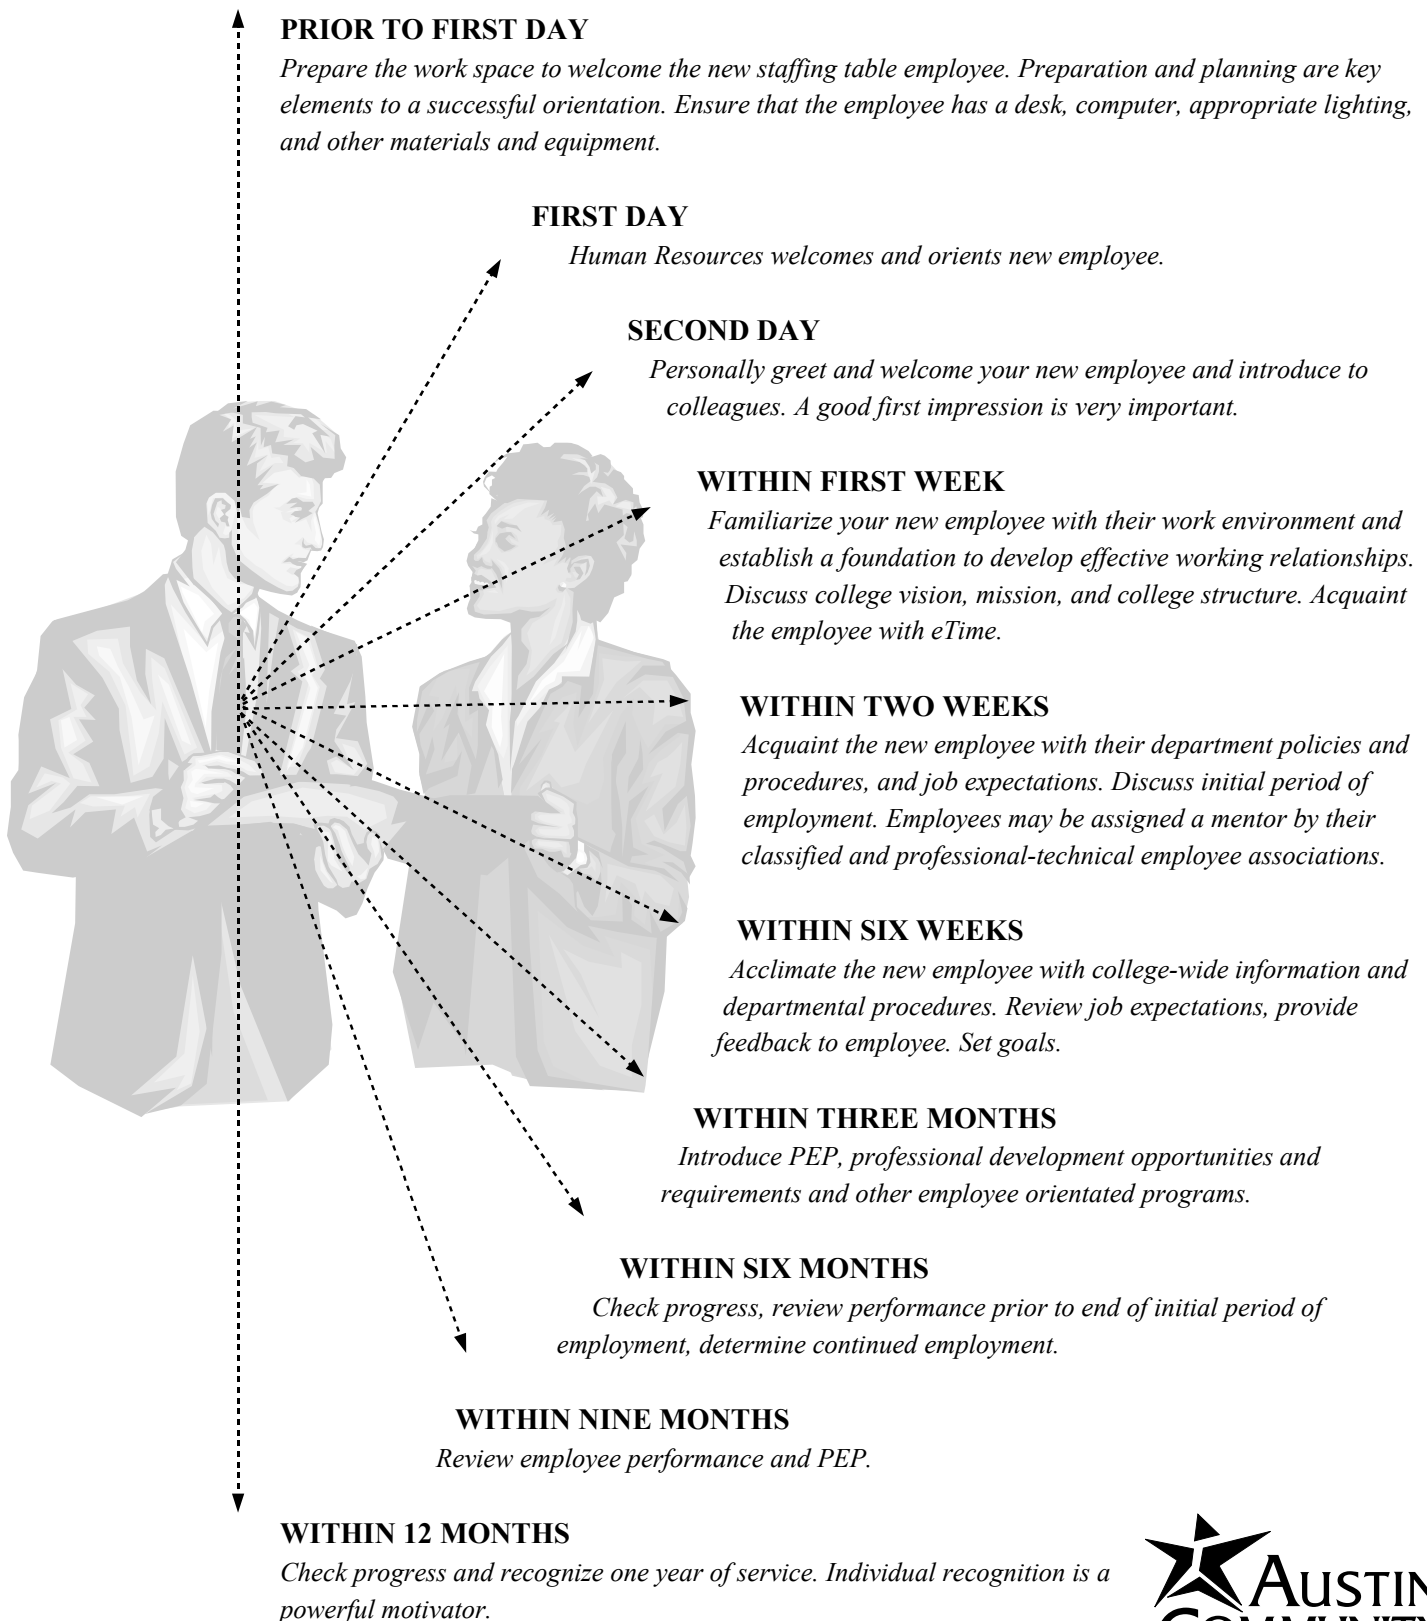 PRIOR TO FIRST DAY
Prepare the work space to welcome the new staffing table employee. Preparation and planning are key
elements to a successful orientation. Ensure that the employee has a desk, computer, appropriate lighting,
and other materials and equipment.
FIRST DAY
Human Resources welcomes and orients new employee.
SECOND DAY
Personally greet and welcome your new employee and introduce to
colleagues. A good first impression is very important.
WITHIN FIRST WEEK
Familiarize your new employee with their work environment and
establish a foundation to develop effective working relationships.
Discuss college vision, mission, and college structure. Acquaint
the employee with eTime.
WITHIN TWO WEEKS
Acquaint the new employee with their department policies and
procedures, and job expectations. Discuss initial period of
employment. Employees may be assigned a mentor by their
classified and professional-technical employee associations.
WITHIN SIX WEEKS
Acclimate the new employee with college-wide information and
departmental procedures. Review job expectations, provide
feedback to employee. Set goals.
WITHIN THREE MONTHS
Introduce PEP, professional development opportunities and
requirements and other employee orientated programs.
WITHIN SIX MONTHS
Check progress, review performance prior to end of initial period of
employment, determine continued employment.
WITHIN NINE MONTHS
Review employee performance and PEP.
WITHIN 12 MONTHS
Check progress and recognize one year of service. Individual recognition is a
powerful motivator.
AUSTIN
COMMUNITY